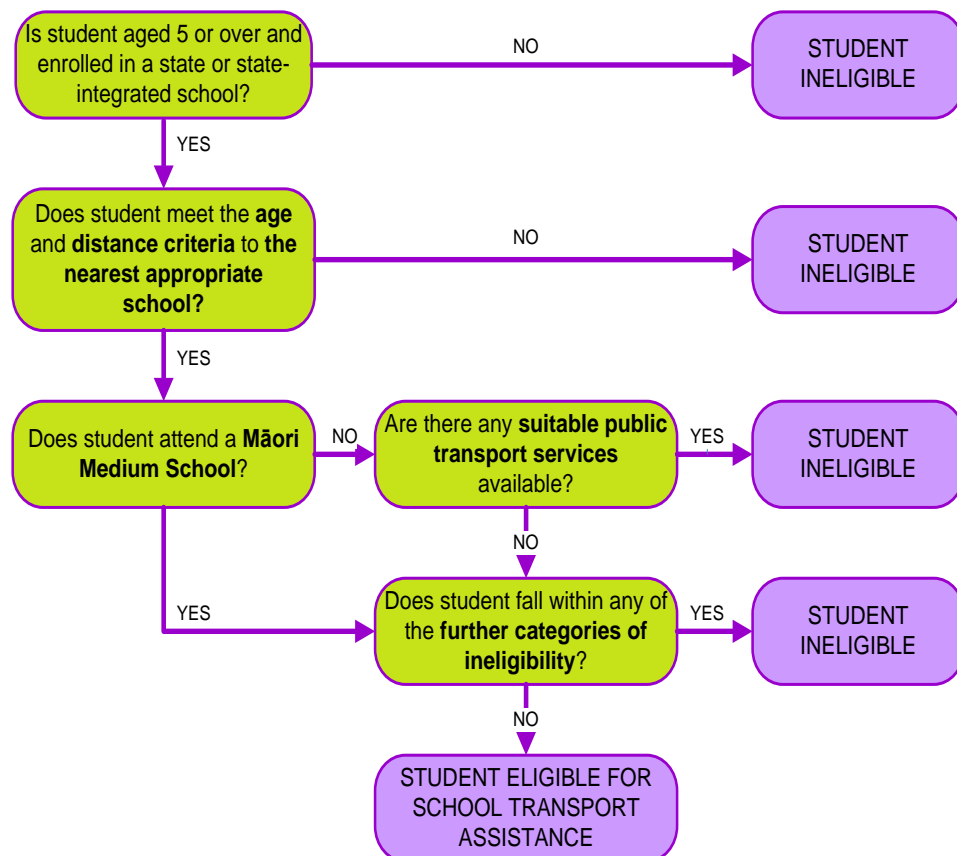 Is student aged 5 or over and
enrolled in a state or state-
integrated school?
NO
STUDENT
INELIGIBLE
YES
Does student meet the age
and distance criteria to the
nearest appropriate
school?
NO
STUDENT
INELIGIBLE
YES
Does student attend a Māori
Medium School?
NO
Are there any suitable public
transport services
available?
YES
STUDENT
INELIGIBLE
NO
YES
Does student fall within any of
the further categories of
ineligibility?
YES
STUDENT
INELIGIBLE
NO
STUDENT ELIGIBLE FOR
SCHOOL TRANSPORT
ASSISTANCE